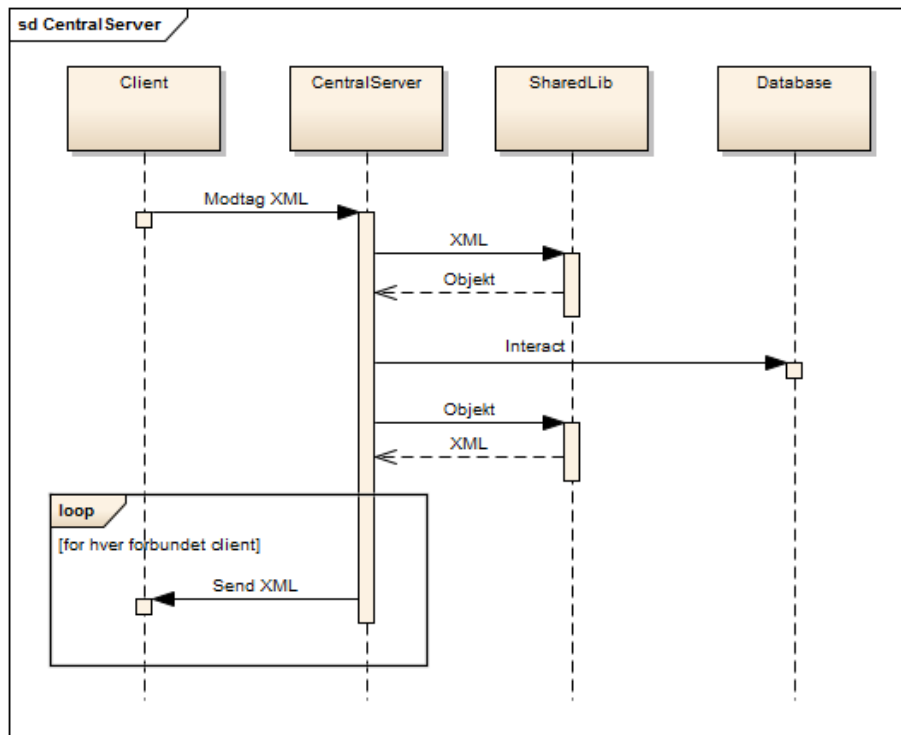 sd CentralServer
Client
CentralServer
SharedLib
Database
Modtag XML
XML
Objekt
Interact
Objekt
XML
loop
[for hver forbundet client]
Send XML